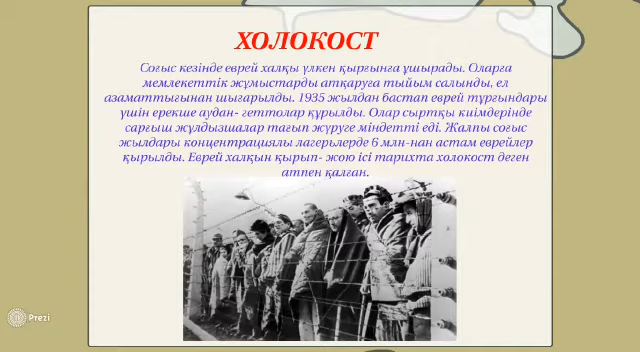 ХОЛОКОСТ
Соғыс кезінде еврей халқы үлкен қырғынға ұшырады. Оларға
мемлекеттік жұмыстарды атқаруға тыйым салынды, ел
азаматтығынан шығарылды. 1935 жылдан бастап еврей тұрғындары
үшін ерекше аудан- геттолар құрылды. Олар сыртқы киімдерінде
сарғыш жұлдызшалар тағып жүруге міндетті еді. Жалпы соғыс
жылдары концентрациялы лагерьлерде 6 млн-нан астам еврейлер
қырылды. Еврей халқын қырып- жою ісі тарихта холокост деген
атпен қалған.
Prezi